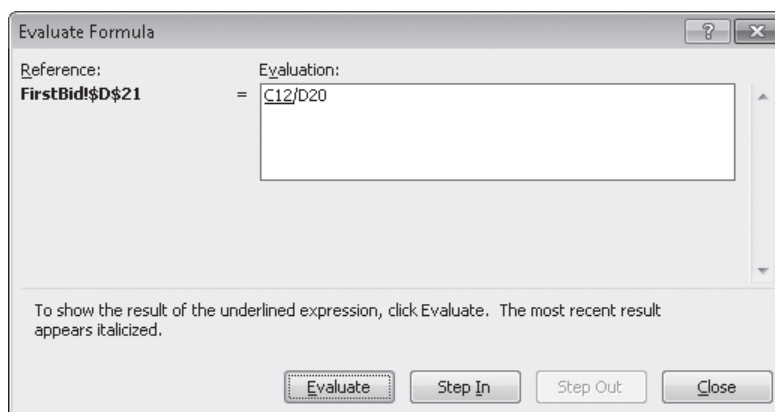 Evaluate Formula
Reference:
Evaluation:
FirstBid!$D$21 = C12/D20
To show the result of the underlined expression, click Evaluate. The most recent result
appears italicized.
Evaluate Step In Step Out Close